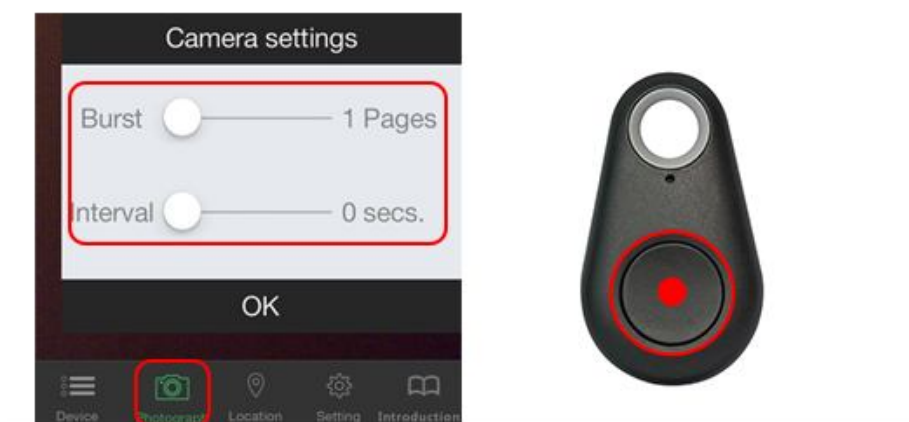 Camera settings
Burst 1 Pages
Interval 0 secs.
OK
Device Photograph Location Setting Introduction